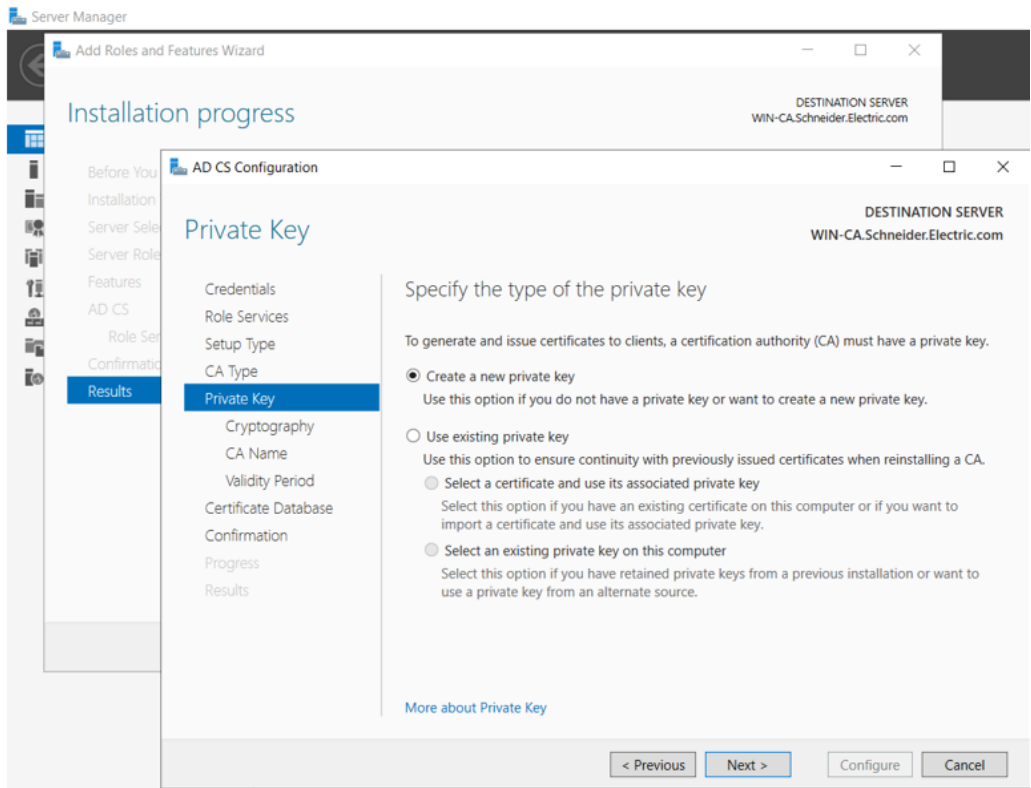 Server Manager
Add Roles and Features Wizard
Installation progress
DESTINATION SERVER
WIN-CA.Schneider.Electric.com
Before You
Installation
Server Sele
Server Role
Features
AD CS
Role Ser
Confirmatio
Results
AD CS Configuration
Private Key
DESTINATION SERVER
WIN-CA.Schneider.Electric.com
Credentials
Role Services
Setup Type
CA Type
Private Key
Cryptography
CA Name
Validity Period
Certificate Database
Confirmation
Progress
Results
Specify the type of the private key
To generate and issue certificates to clients, a certification authority (CA) must have a private key.
Create a new private key
Use this option if you do not have a private key or want to create a new private key.
Use existing private key
Use this option to ensure continuity with previously issued certificates when reinstalling a CA.
Select a certificate and use its associated private key
Select this option if you have an existing certificate on this computer or if you want to
import a certificate and use its associated private key.
Select an existing private key on this computer
Select this option if you have retained private keys from a previous installation or want to
use a private key from an alternate source.
More about Private Key
< Previous
Next >
Configure
Cancel